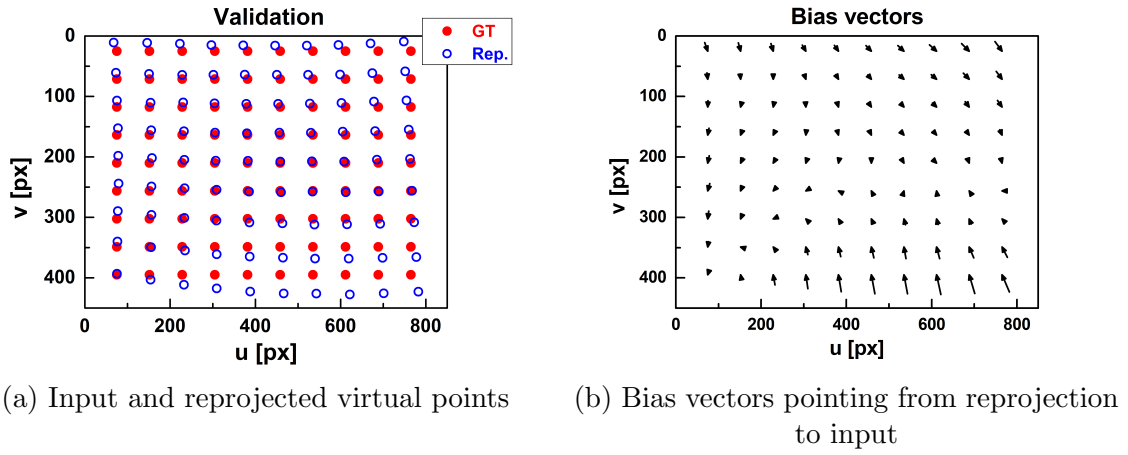 Validation
GT
Rep.
0
100
200
300
400
v [px]
0 200 400 600 800
u [px]
(a) Input and reprojected virtual points
Bias vectors
0
100
200
300
400
v [px]
0 200 400 600 800
u [px]
(b) Bias vectors pointing from reprojection
to input